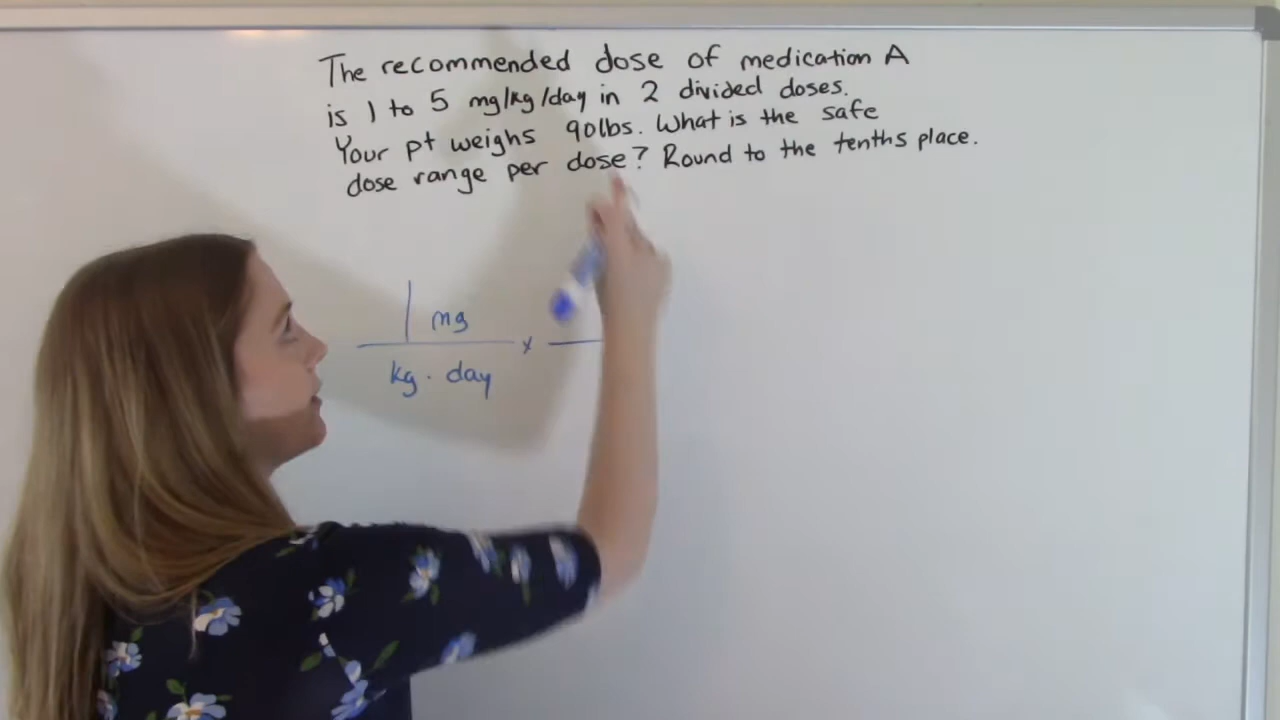 The recommended dose of medication A
is 1 to 5 mg/kg/day in 2 divided doses.
Your pt weighs 90lbs. What is the safe
dose range per dose? Round to the tenths place.
1 mg
x
kg · day